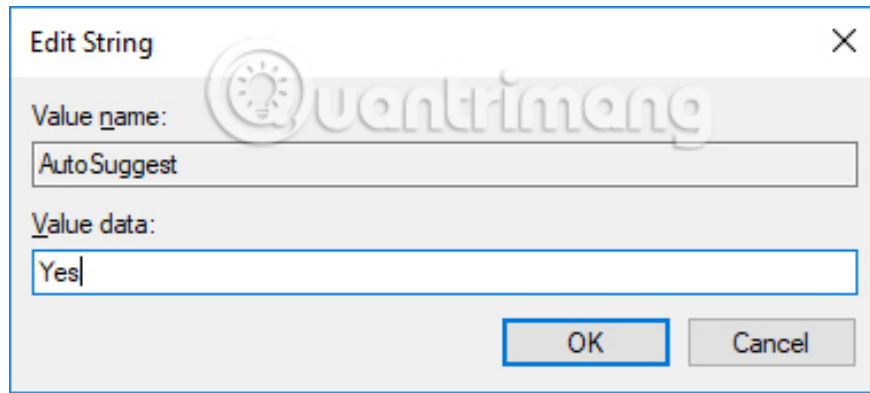 Edit String
Quantrimang
Value name:
AutoSuggest
Value data:
Yes
OK
Cancel